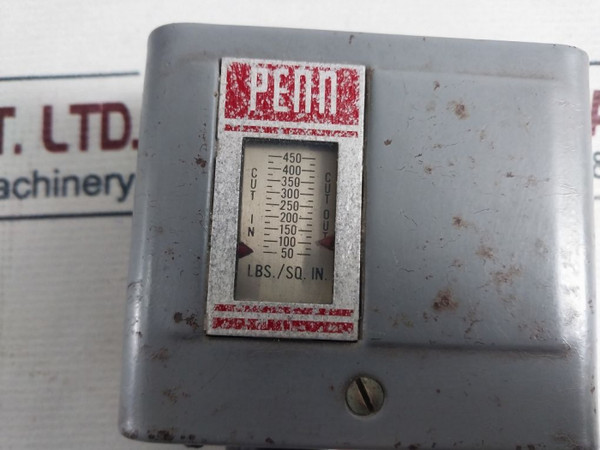 PENN
T. LTD.
achinery
A
8
CUT IN
450
400
350
300
250
200
150
100
50
CUT OUT
LBS./SQ. IN.